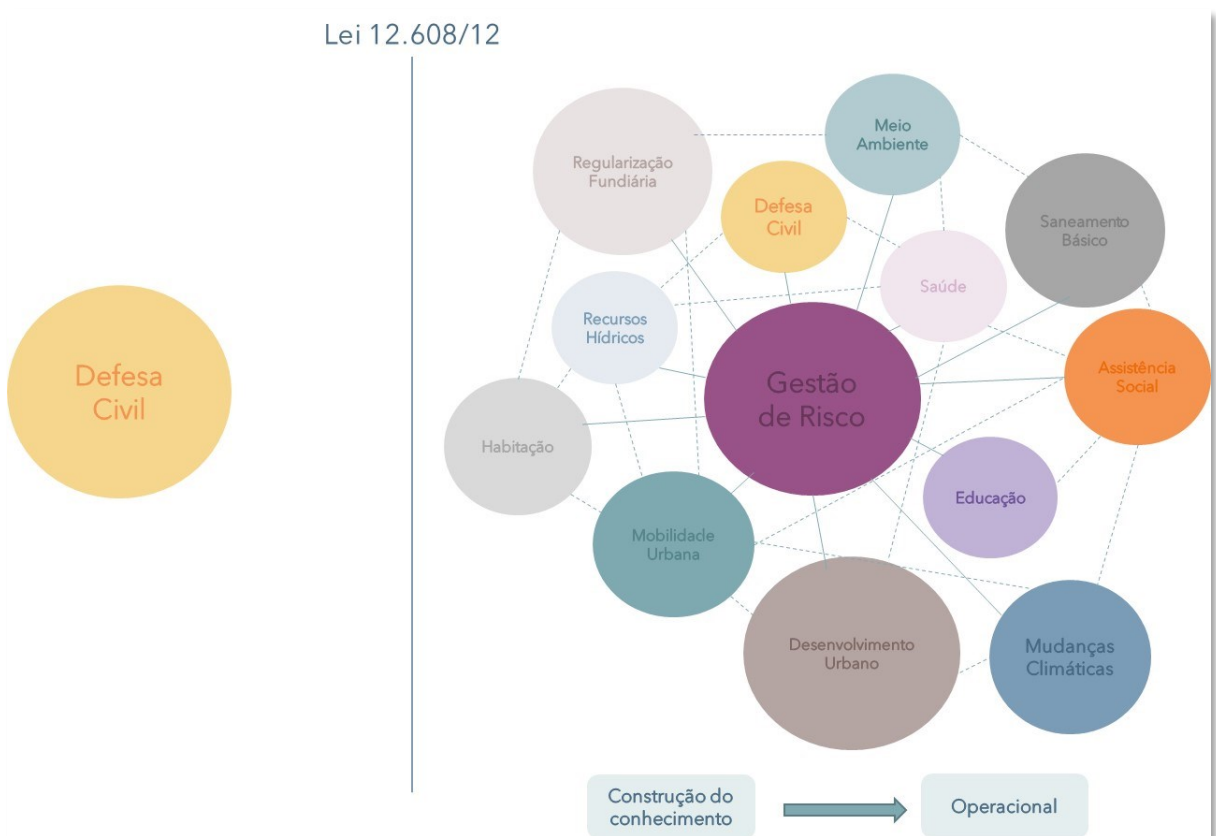 Lei 12.608/12
Defesa
Civil
Regularização
Fundiária
Meio
Ambiente
Defesa
Civil
Saneamento
Básico
Saúde
Recursos
Hídricos
Assistência
Social
Gestão
de Risco
Habitação
Educação
Mobilidade
Urbana
Desenvolvimento
Urbano
Mudanças
Climáticas
Construção do
conhecimento
Operacional